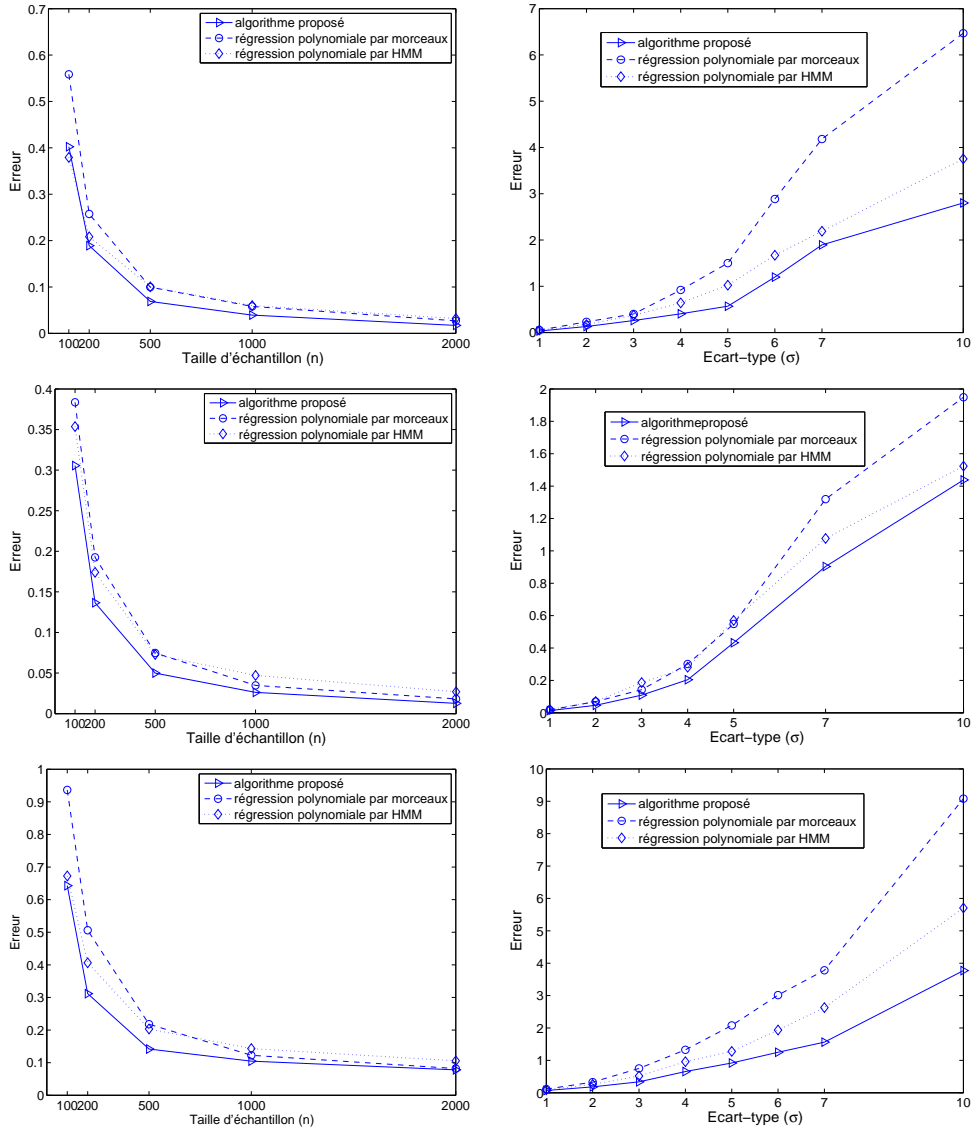 0.7
0.6
0.5
0.4
0.3
0.2
0.1
0
Erreur
algorithme proposé
régression polynomiale par morceaux
régression polynomiale par HMM
100 200 500 1000 2000
Taille d'échantillon (n)
7
6
5
4
3
2
1
0
Erreur
algorithme proposé
régression polynomiale par morceaux
régression polynomiale par HMM
1 2 3 4 5 6 7 10
Ecart−type (σ)
0.4
0.35
0.3
0.25
0.2
0.15
0.1
0.05
0
Erreur
algorithme proposé
régression polynomiale par morceaux
régression polynomiale par HMM
100 200 500 1000 2000
Taille d'échantillon (n)
2
1.8
1.6
1.4
1.2
1
0.8
0.6
0.4
0.2
0
Erreur
algorithmeproposé
régression polynomiale par morceaux
régression polynomiale par HMM
1 2 3 4 5 7 10
Ecart−type (σ)
1
0.9
0.8
0.7
0.6
0.5
0.4
0.3
0.2
0.1
0
Erreur
algorithme proposé
régression polynomiale par morceaux
régression polynomiale par HMM
100 200 500 1000 2000
Taille d'échantillon (n)
10
9
8
7
6
5
4
3
2
1
0
Erreur
algorithme proposé
régression polynomiale par morceaux
régression polynomiale par HMM
1 2 3 4 5 6 7 10
Ecart−type (σ)